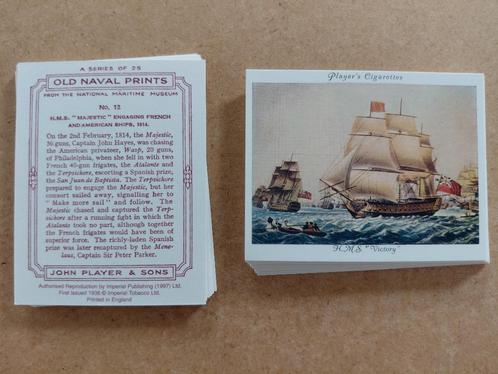 A SERIES OF 25
OLD NAVAL PRINTS
FROM THE NATIONAL MARITIME MUSEUM
No. 12
H.M.S. "MAJESTIC" ENGAGING FRENCH
AND AMERICAN SHIPS, 1814.
On the 2nd February, 1814, the Majestic,
36 guns, Captain John Hayes, was chasing
the American privateer, Wasp, 20 guns,
of Philadelphia, when she fell in with two
French 40-gun frigates, the Atalante and
the Terpsichore, escorting a Spanish prize,
the San Juan de Baptista. The Terpsichore
prepared to engage the Majestic, but her
consort sailed away, signalling her to
"Make more sail" and follow. The
Majestic chased and captured the Terp-
sichore after a running fight in which the
Atalante took no part, although together
the French frigates would have been of
superior force. The richly-laden Spanish
prize was later recaptured by the Mene-
laus, Captain Sir Peter Parker.
JOHN PLAYER & SONS
Authorised Reproduction by Imperial Publishing (1997) Ltd.
First Issued 1936 © Imperial Tobacco Ltd.
Printed in England
Player's Cigarettes
H.M.S. "Victory"